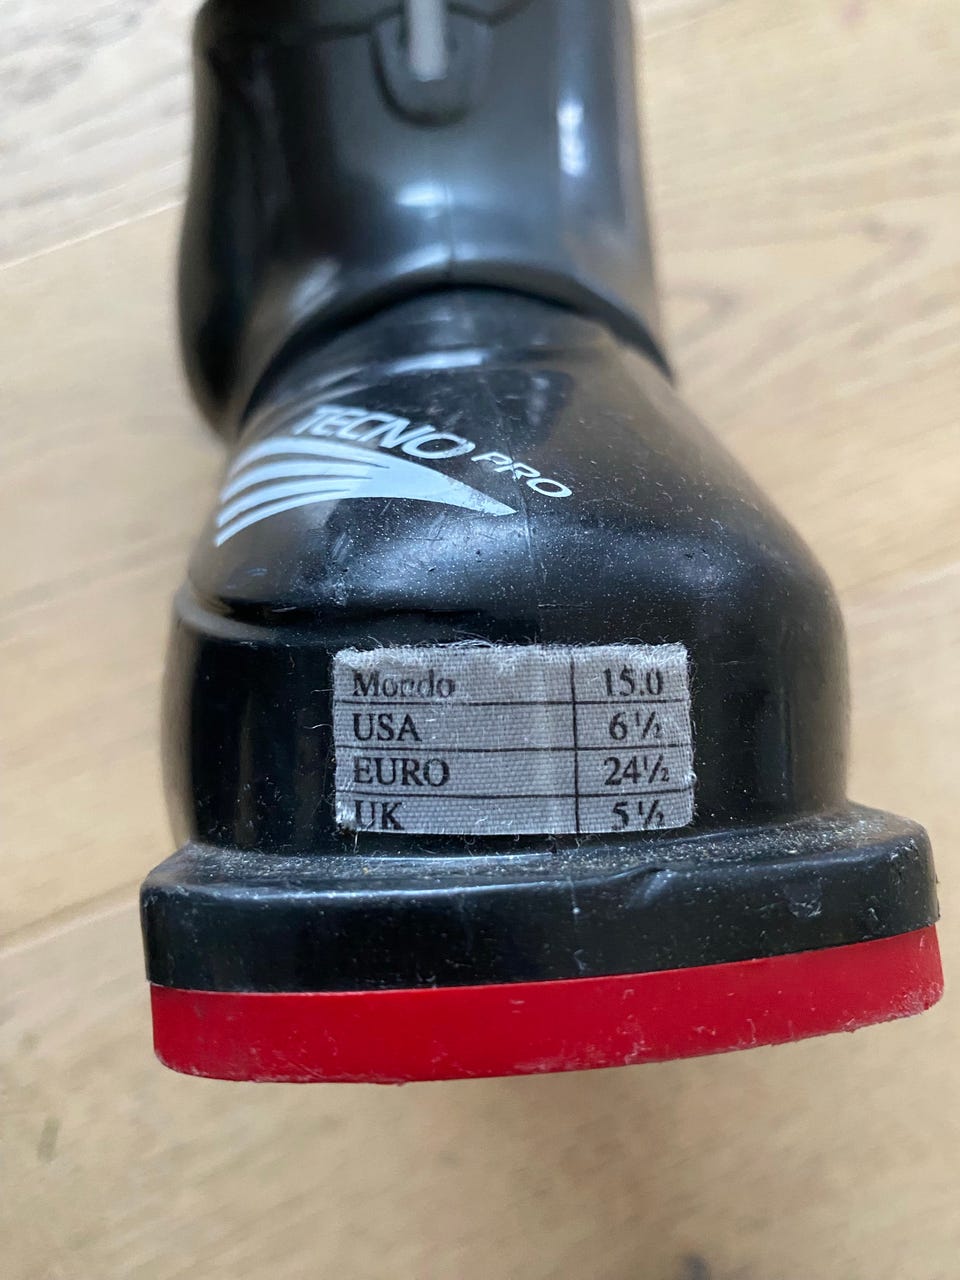 TECNO PRO
Mondo 15.0
USA 6½
EURO 24½
UK 5½